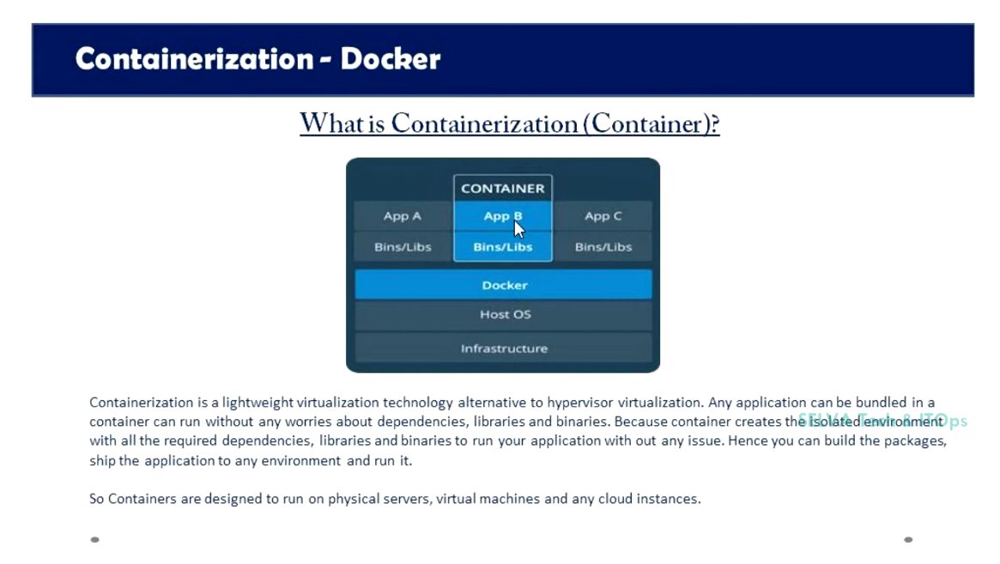 Containerization - Docker
What is Containerization (Container)?
CONTAINER
App A App B App C
Bins/Libs Bins/Libs Bins/Libs
Docker
Host OS
Infrastructure
Containerization is a lightweight virtualization technology alternative to hypervisor virtualization. Any application can be bundled in a
container can run without any worries about dependencies, libraries and binaries. Because container creates the isolated environment
SELVA Tech & ITOps
with all the required dependencies, libraries and binaries to run your application with out any issue. Hence you can build the packages,
ship the application to any environment and run it.
So Containers are designed to run on physical servers, virtual machines and any cloud instances.